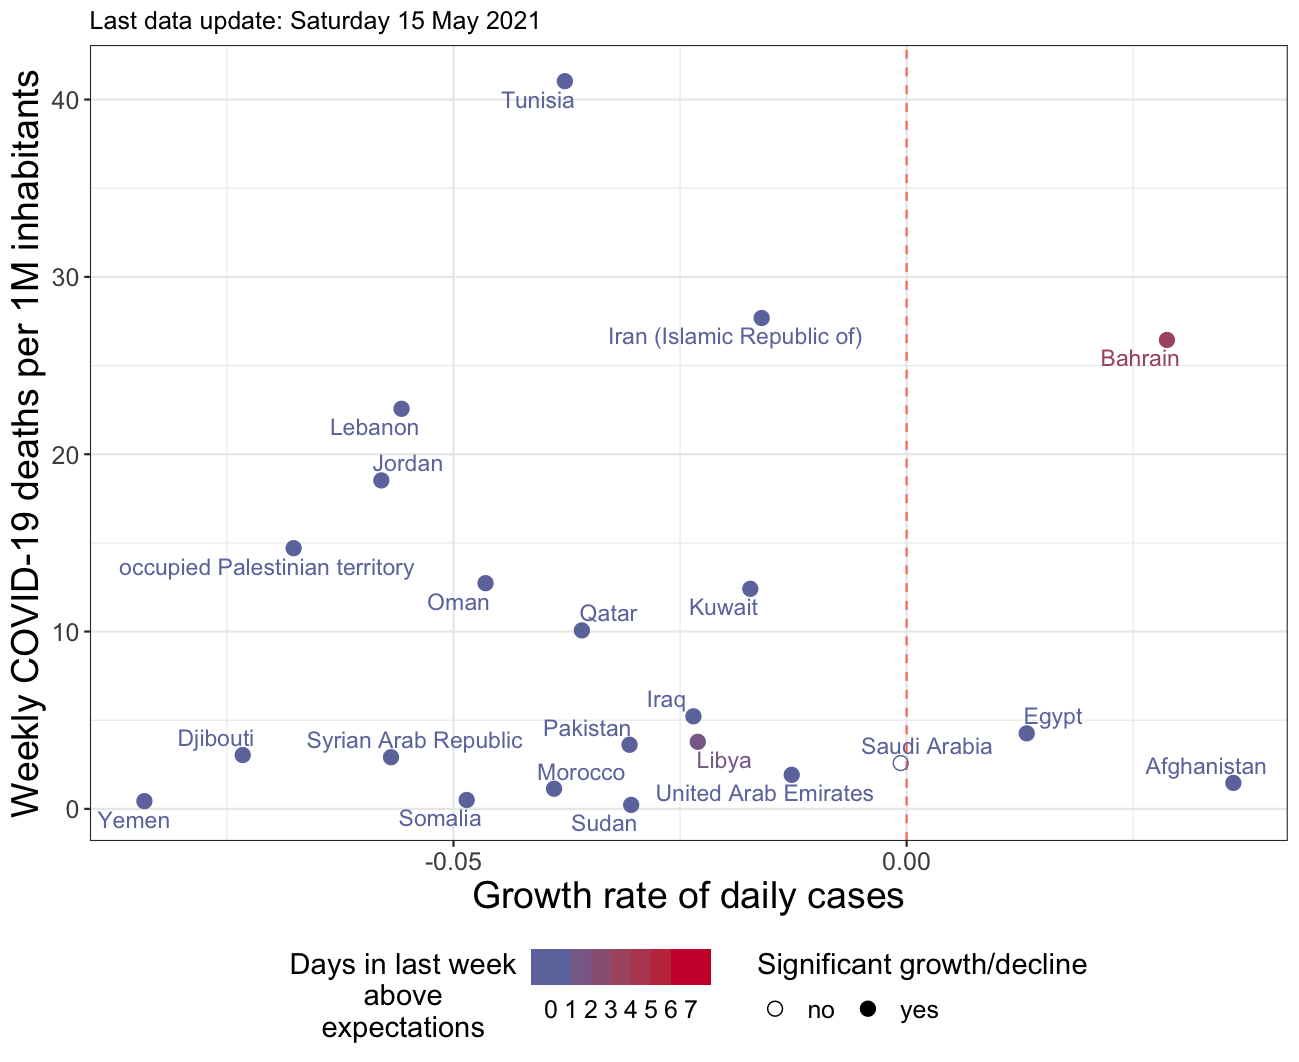 Last data update: Saturday 15 May 2021
Weekly COVID-19 deaths per 1M inhabitants
40
30
20
10
0
Tunisia
Iran (Islamic Republic of)
Bahrain
Lebanon
Jordan
occupied Palestinian territory
Oman
Kuwait
Qatar
Iraq
Egypt
Pakistan
Djibouti
Syrian Arab Republic
Saudi Arabia
Libya
Afghanistan
Morocco
United Arab Emirates
Yemen
Somalia
Sudan
-0.05
0.00
Growth rate of daily cases
Days in last week
above
expectations
0 1 2 3 4 5 6 7
Significant growth/decline
no
yes